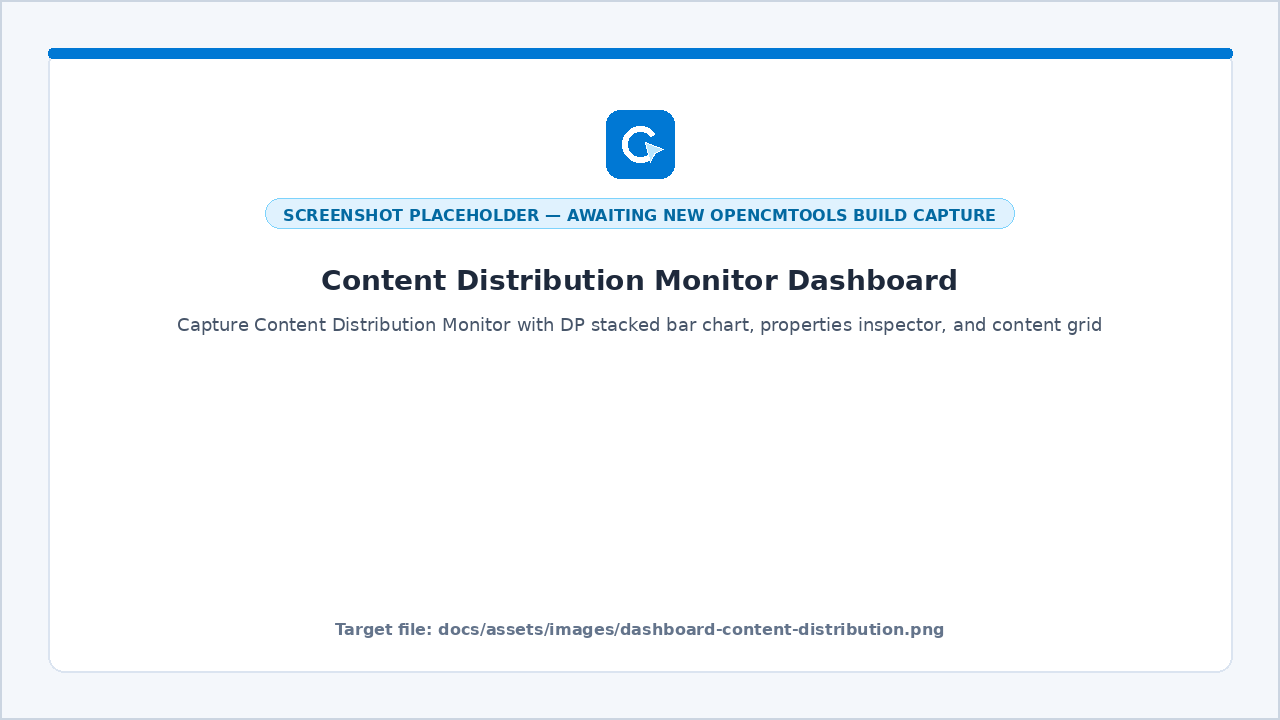 SCREENSHOT PLACEHOLDER — AWAITING NEW OPENCMTOOLS BUILD CAPTURE
Content Distribution Monitor Dashboard
Capture Content Distribution Monitor with DP stacked bar chart, properties inspector, and content grid
Target file: docs/assets/images/dashboard-content-distribution.png